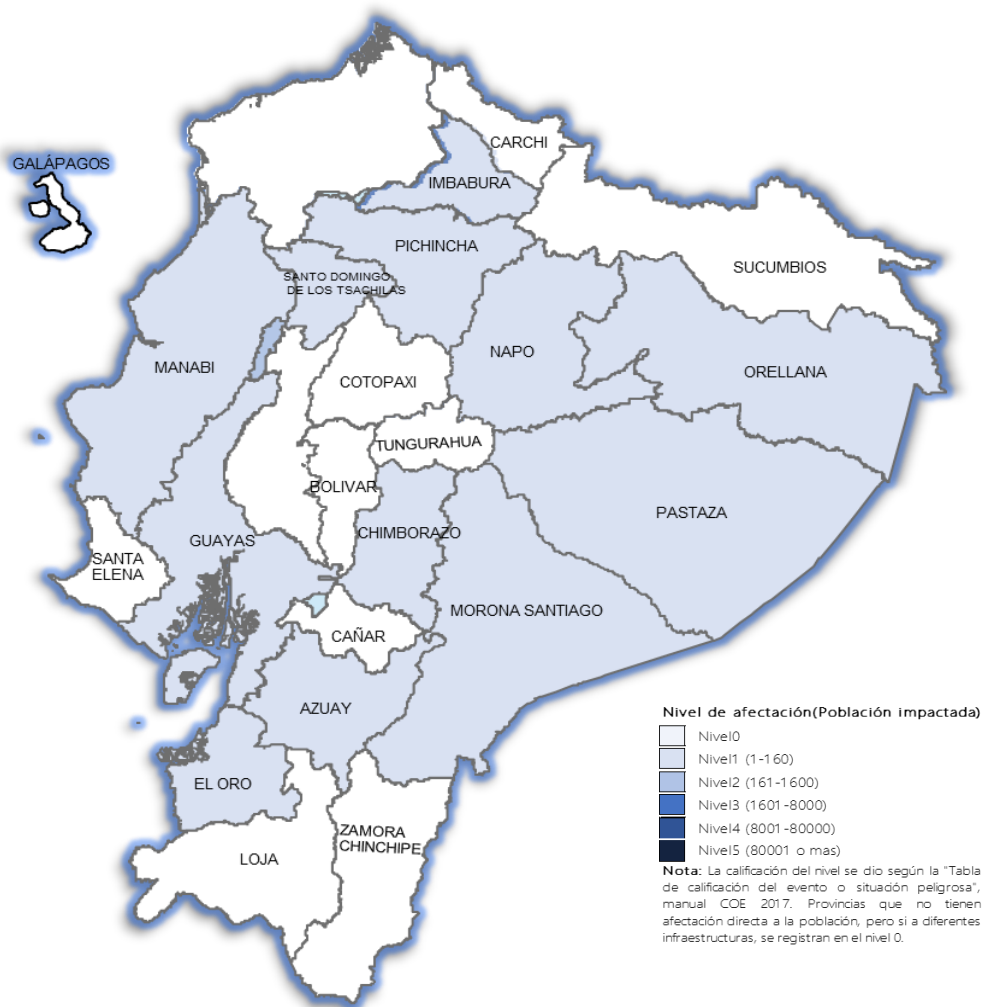 CARCHI
GALÁPAGOS
IMBABURA
PICHINCHA
SUCUMBIOS
SANTO DOMINGO
DE LOS TSACHILAS
NAPO
MANABI
ORELLANA
COTOPAXI
TUNGURAHUA
BOLIVAR
PASTAZA
CHIMBORAZO
GUAYAS
SANTA
ELENA
MORONA SANTIAGO
CAÑAR
AZUAY
EL ORO
ZAMORA
CHINCHIPE
LOJA
Nivel de afectación(Población impactada)
Nivel0
Nivel1 (1-160)
Nivel2 (161-1600)
Nivel3 (1601-8000)
Nivel4 (8001-80000)
Nivel5 (80001 o mas)
Nota: La calificación del nivel se dio según la "Tabla
de calificación del evento o situación peligrosa",
manual COE 2017. Provincias que no tienen
afectación directa a la población, pero si a diferentes
infraestructuras, se registran en el nivel 0.